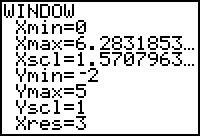 WINDOW
Xmin=0
Xmax=6.2831853…
Xscl=1.5707963…
Ymin=-2
Ymax=5
Yscl=1
Xres=3